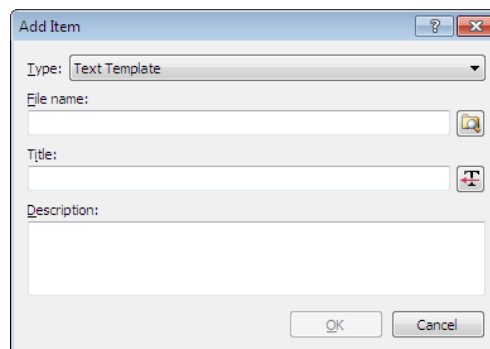 Add Item
Type: Text Template
File name:
Title:
Description:
OK Cancel